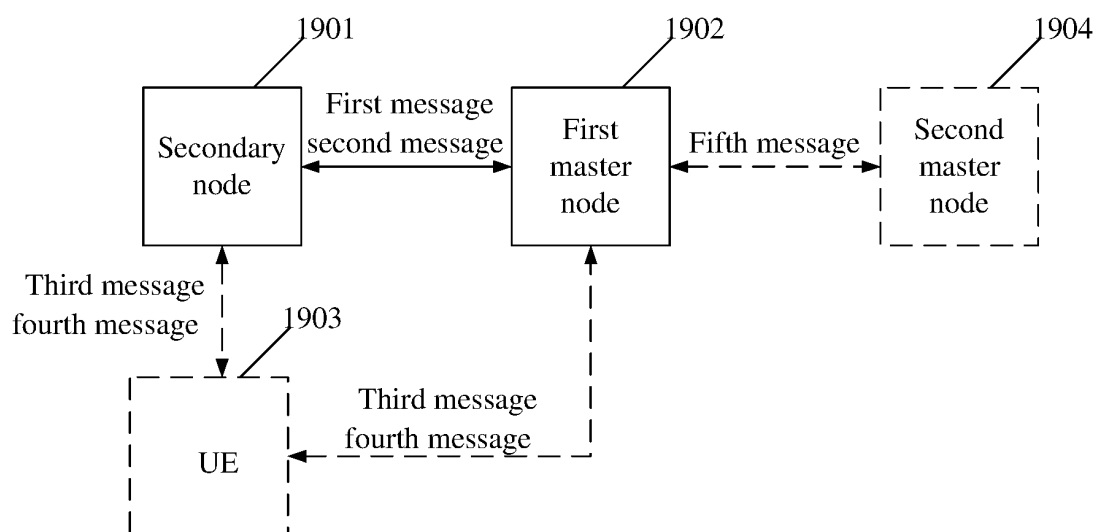 1901
1902
1904
Secondary
node
First message
second message
First
master
node
Fifth message
Second
master
node
Third message
fourth message
1903
UE
Third message
fourth message